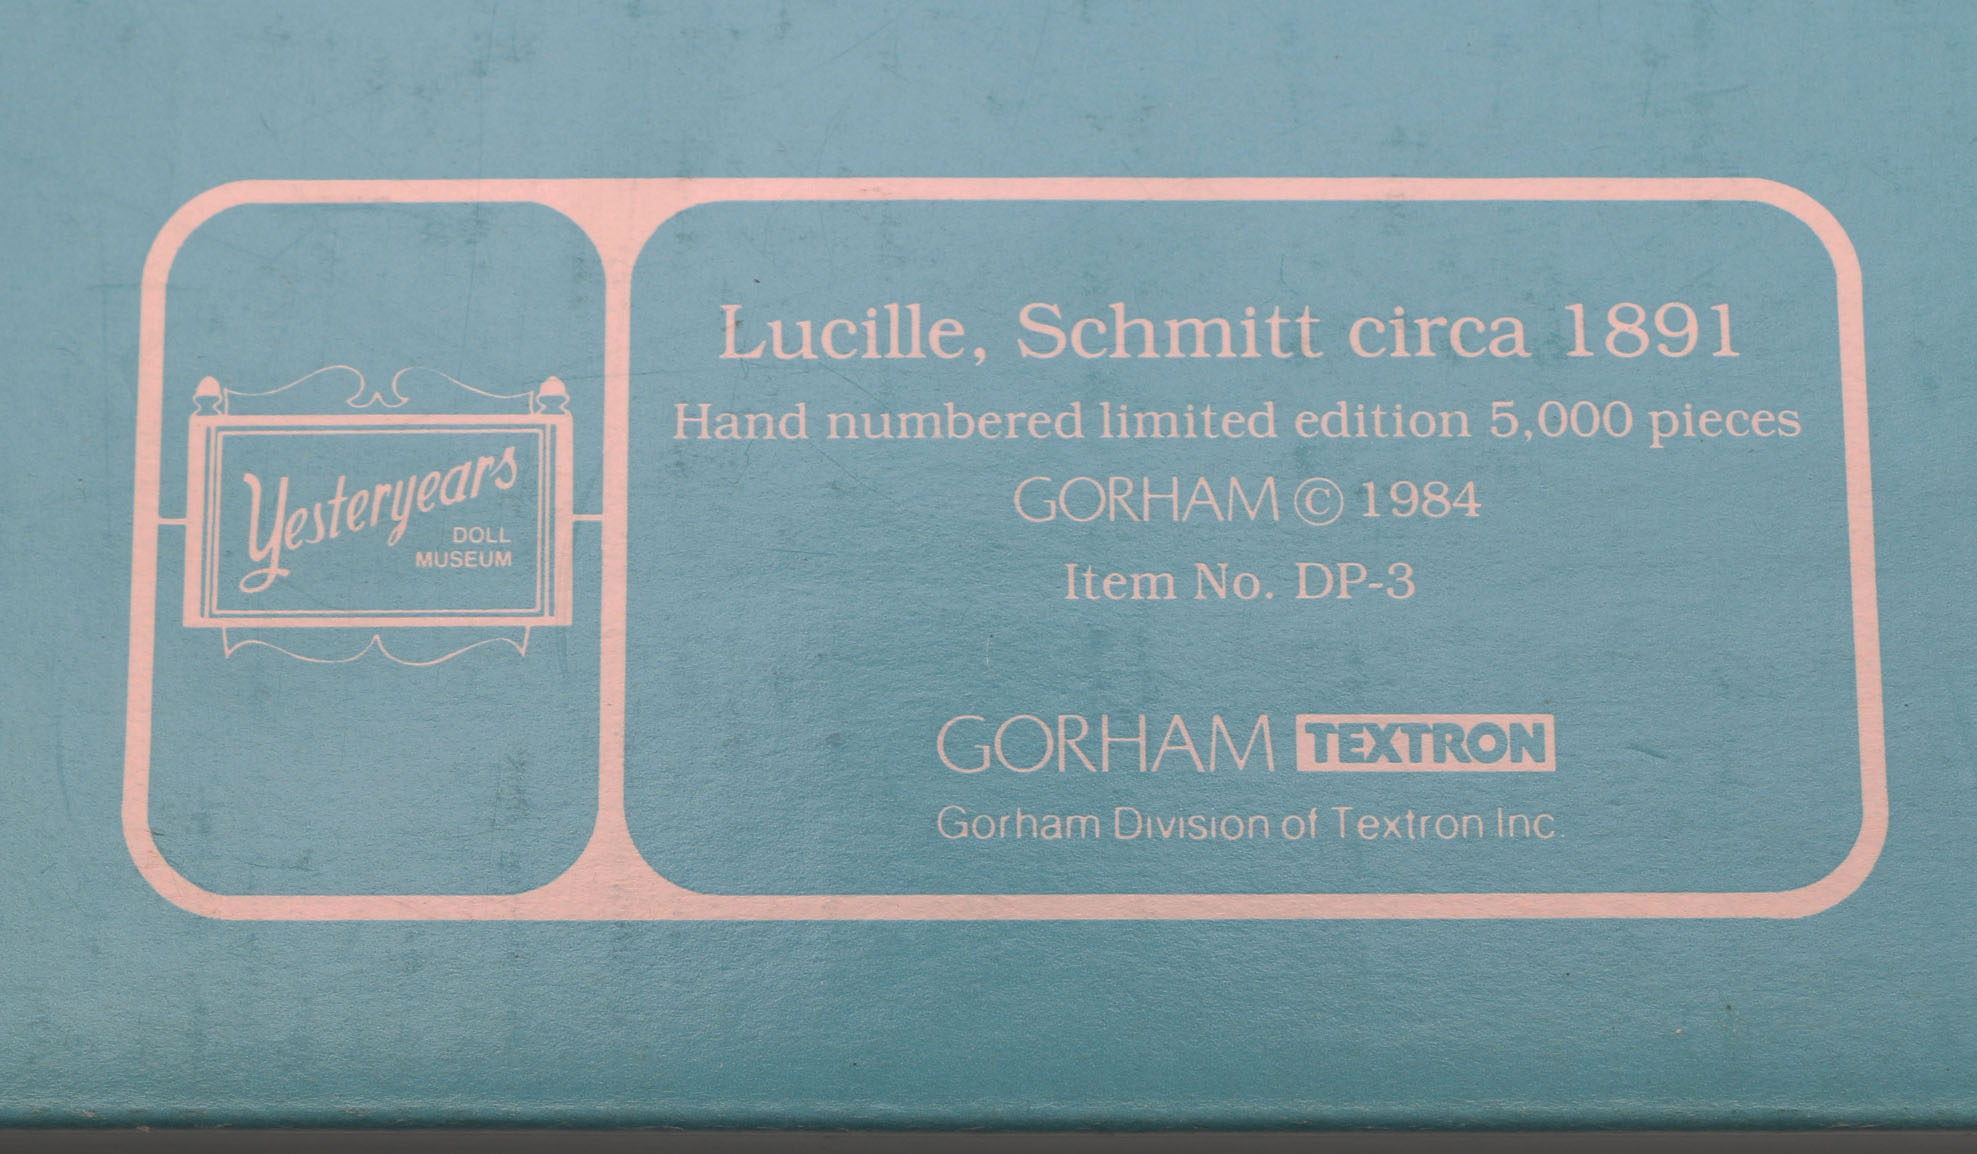 Yesteryears
DOLL
MUSEUM
Lucille, Schmitt circa 1891
Hand numbered limited edition 5,000 pieces
GORHAM © 1984
Item No. DP-3
GORHAM TEXTRON
Gorham Division of Textron Inc.